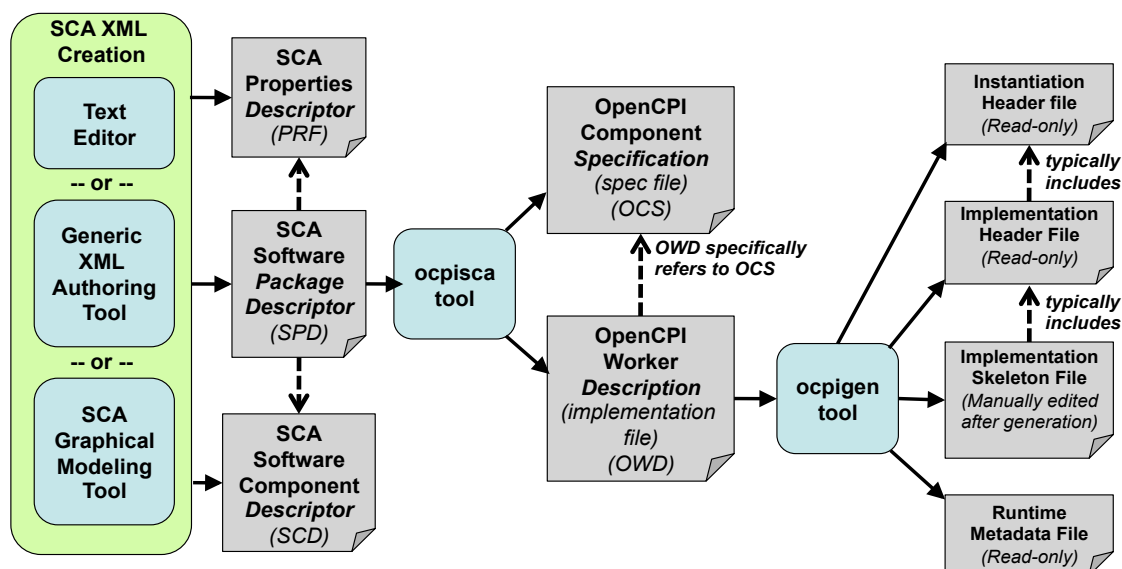 SCA XML
Creation
Text
Editor
-- or --
Generic
XML
Authoring
Tool
-- or --
SCA
Graphical
Modeling
Tool
SCA
Properties
Descriptor
(PRF)
SCA
Software
Package
Descriptor
(SPD)
SCA
Software
Component
Descriptor
(SCD)
ocpisca
tool
OpenCPI
Component
Specification
(spec file)
(OCS)
OWD specifically
refers to OCS
OpenCPI
Worker
Description
(implementation
file)
(OWD)
ocpigen
tool
Instantiation
Header file
(Read-only)
typically
includes
Implementation
Header File
(Read-only)
typically
includes
Implementation
Skeleton File
(Manually edited
after generation)
Runtime
Metadata File
(Read-only)